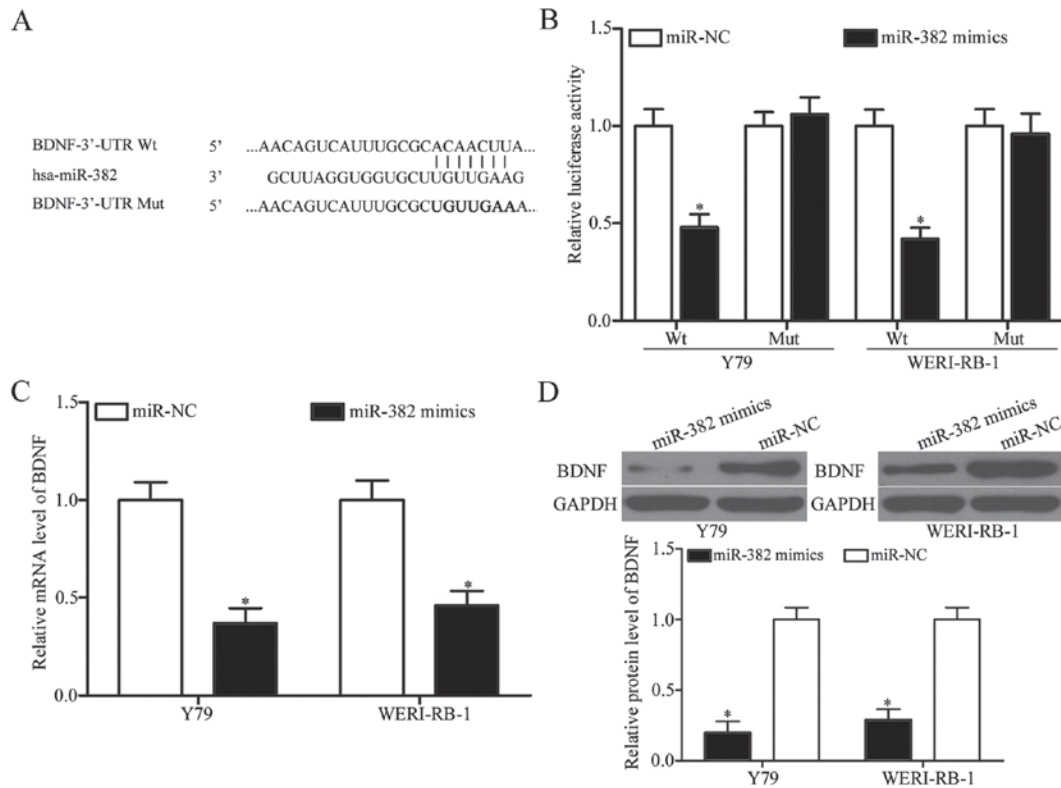 A
BDNF-3'-UTR Wt 5' ...AACAGUCAUUUGCGCACAACUUA...
hsa-miR-382 3' GCUUAGGUGGUGCUUGUUGAAG
BDNF-3'-UTR Mut 5' ...AACAGUCAUUUGCGCUGUUGAAA...
B
miR-NC miR-382 mimics
Relative luciferase activity
1.5
1.0
0.5
0.0
* *
Wt Mut Wt Mut
Y79 WERI-RB-1
C
miR-NC miR-382 mimics
Relative mRNA level of BDNF
1.5
1.0
0.5
0.0
* *
Y79 WERI-RB-1
D
miR-382 mimics miR-NC miR-382 mimics miR-NC
BDNF BDNF
GAPDH GAPDH
Y79 WERI-RB-1
miR-382 mimics miR-NC
Relative protein level of BDNF
1.5
1.0
0.5
0.0
* *
Y79 WERI-RB-1